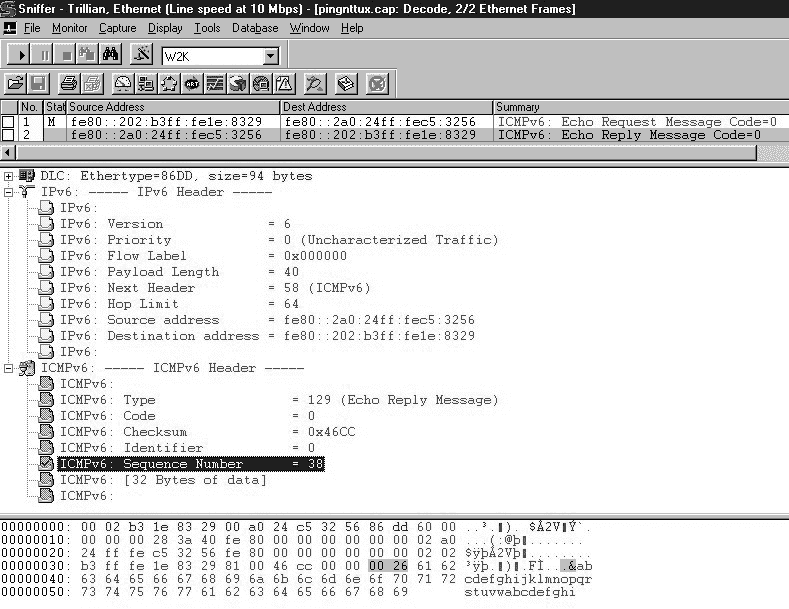 Sniffer - Trillian, Ethernet (Line speed at 10 Mbps) - [pingnttux.cap: Decode, 2/2 Ethernet Frames]
File Monitor Capture Display Tools Database Window Help
W2K
No. Stat Source Address Dest Address Summary
1 M fe80::202:b3ff:fe1e:8329 fe80::2a0:24ff:fec5:3256 ICMPv6: Echo Request Message Code=0
2 fe80::2a0:24ff:fec5:3256 fe80::202:b3ff:fe1e:8329 ICMPv6: Echo Reply Message Code=0
DLC: Ethertype=86DD, size=94 bytes
IPv6: ----- IPv6 Header -----
IPv6:
IPv6: Version = 6
IPv6: Priority = 0 (Uncharacterized Traffic)
IPv6: Flow Label = 0x000000
IPv6: Payload Length = 40
IPv6: Next Header = 58 (ICMPv6)
IPv6: Hop Limit = 64
IPv6: Source address = fe80::2a0:24ff:fec5:3256
IPv6: Destination address = fe80::202:b3ff:fe1e:8329
IPv6:
ICMPv6: ----- ICMPv6 Header -----
ICMPv6:
ICMPv6: Type = 129 (Echo Reply Message)
ICMPv6: Code = 0
ICMPv6: Checksum = 0x46CC
ICMPv6: Identifier = 0
ICMPv6: Sequence Number = 38
ICMPv6: [32 Bytes of data]
ICMPv6:
00000000: 00 02 b3 1e 83 29 00 a0 24 c5 32 56 86 dd 60 00 ..³.▮). $Å2V▮Ý`.
00000010: 00 00 00 28 3a 40 fe 80 00 00 00 00 00 00 02 a0 ...(:@þ▮.......
00000020: 24 ff fe c5 32 56 fe 80 00 00 00 00 00 00 02 02 $ÿþÅ2Vþ▮........
00000030: b3 ff fe 1e 83 29 81 00 46 cc 00 00 00 26 61 62 ³ÿþ.▮)▮.FÌ...&ab
00000040: 63 64 65 66 67 68 69 6a 6b 6c 6d 6e 6f 70 71 72 cdefghijklmnopqr
00000050: 73 74 75 76 77 61 62 63 64 65 66 67 68 69 stuvwabcdefghi